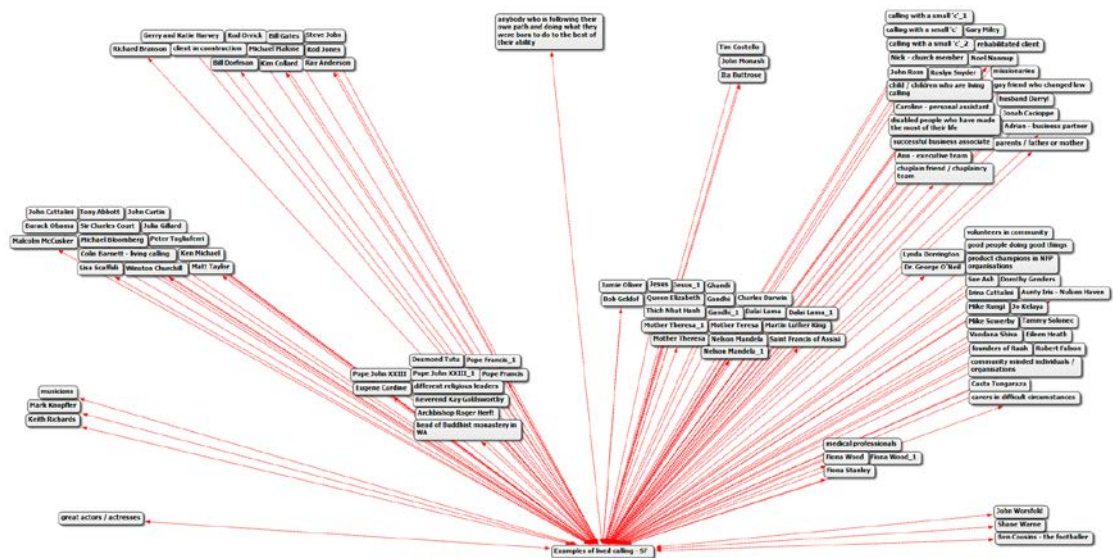 Gerry and Katie Harvey
Rod Orrick
Bill Gates
Steve Jobs
Richard Branson
client in construction
Michael Malone
Rod Jones
Bill Dorfman
Kim Collard
Ray Anderson
anybody who is following their
own path and doing what they
were born to do to the best of
their ability
Tim Costello
John Monash
Ita Buttrose
calling with a small 'c'_1
calling with a small 'c'
Gary Miley
calling with a small 'c'_2
rehabilitated client
Nick - church member
Noel Nannup
John Ross
Roslyn Snyder
missionaries
child / children who are living
calling
gay friend who changed law
Caroline - personal assistant
husband Darryl
Jonah Cacioppe
disabled people who have made
the most of their life
Adrian - business partner
successful business associate
parents / father or mother
Ann - executive team
chaplain friend / chaplaincy
team
John Cattalini
Tony Abbott
John Curtin
Barack Obama
Sir Charles Court
Julia Gillard
Malcolm McCusker
Michael Bloomberg
Peter Tagliaferri
Colin Barnett - living calling
Ken Michael
Lisa Scaffidi
Winston Churchill
Matt Taylor
volunteers in community
good people doing good things
product champions in NFP
organisations
Lynda Dorrington
Dr. George O'Neil
Sue Ash
Dorothy Genders
Irina Cattalini
Mike Rungi
Jo Kelaya
Mike Sowerby
Tammy Solonec
Vandana Shiva
Eileen Heath
founders of Ruah
Robert Falson
community minded individuals /
organisations
Costa Tungaraza
carers in difficult circumstances
Jamie Oliver
Jesus
Jesus_1
Ghandi
Bob Geldof
Queen Elizabeth
Gandhi
Charles Darwin
Thich Nhat Hanh
Gandhi_1
Dalai Lama
Dalai Lama_1
Mother Theresa_1
Mother Teresa
Martin Luther King
Mother Theresa
Nelson Mandela
Saint Francis of Assisi
Nelson Mandela_1
Desmond Tutu
Pope Francis_1
Pope John XXIII
Pope John XXIII_1
Pope Francis
Eugene Cardine
different religious leaders
Reverend Kay Goldsworthy
Archbishop Roger Herft
head of Buddhist monastery in
WA
musicians
Mark Knopfler
Keith Richards
medical professionals
Fiona Wood
Fiona Wood_1
Fiona Stanley
great actors / actresses
John Worsfold
Shane Warne
Ben Cousins - the footballer
Examples of lived calling - S?